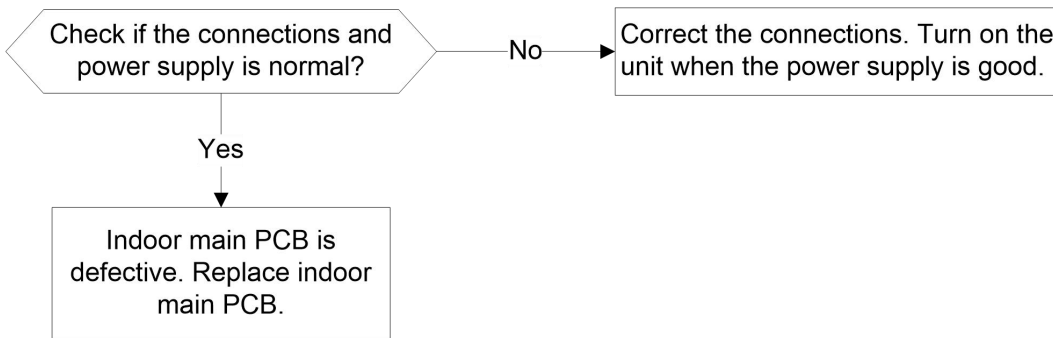 Check if the connections and
power supply is normal?
No
Correct the connections. Turn on the
unit when the power supply is good.
Yes
Indoor main PCB is
defective. Replace indoor
main PCB.